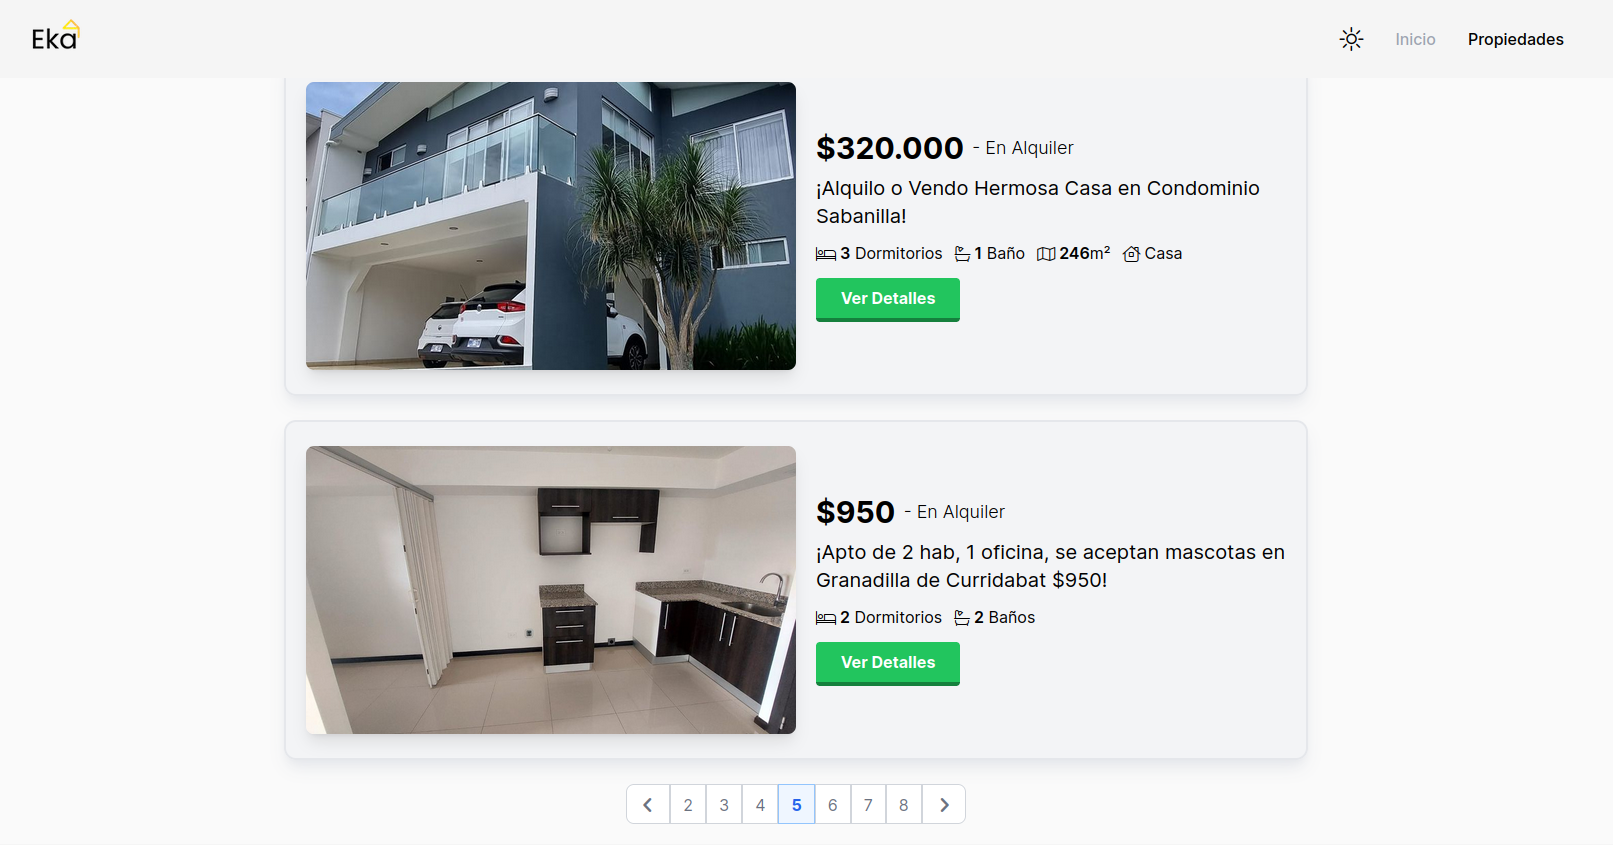 Eka
Inicio
Propiedades
$320.000 - En Alquiler
¡Alquilo o Vendo Hermosa Casa en Condominio
Sabanilla!
3 Dormitorios 1 Baño 246m² Casa
Ver Detalles
$950 - En Alquiler
¡Apto de 2 hab, 1 oficina, se aceptan mascotas en
Granadilla de Curridabat $950!
2 Dormitorios 2 Baños
Ver Detalles
2 3 4 5 6 7 8